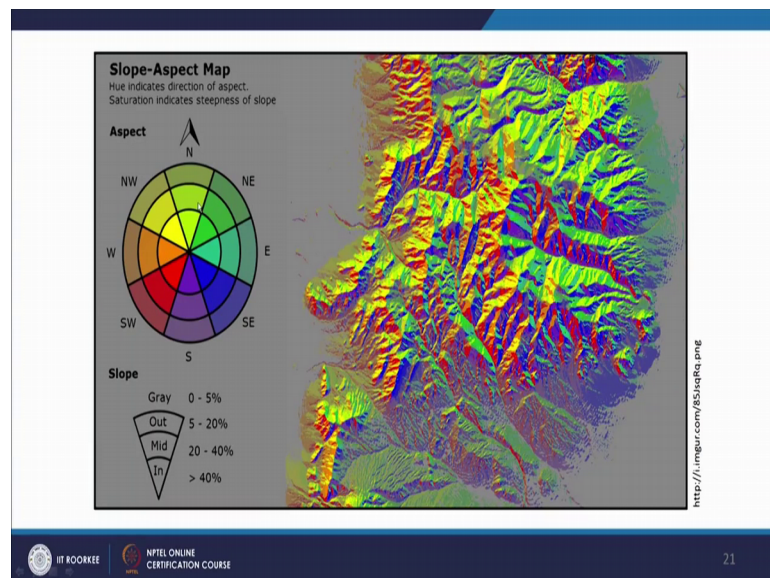 Slope-Aspect Map
Hue indicates direction of aspect.
Saturation indicates steepness of slope
Aspect
N
NW
NE
W
E
SW
SE
S
Slope
Gray 0 - 5%
Out 5 - 20%
Mid 20 - 40%
In > 40%
http://i.imgur.com/85JsqRq.png
IIT ROORKEE
NPTEL ONLINE
CERTIFICATION COURSE
21